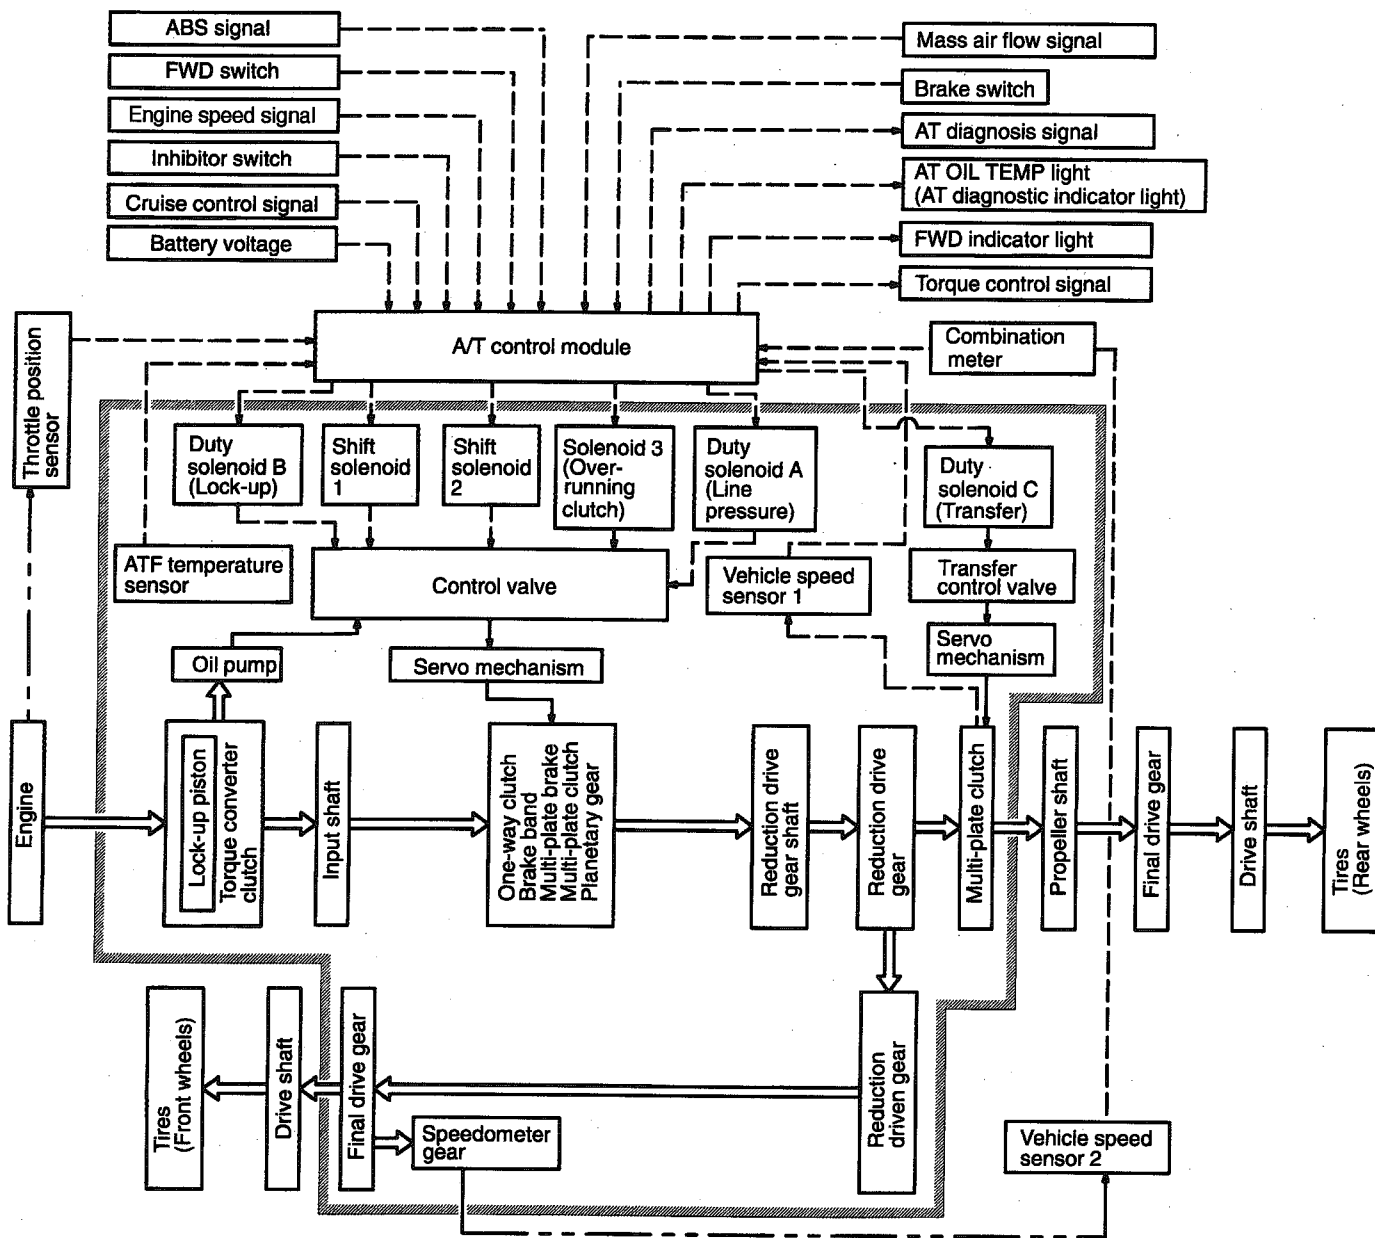 ABS signal
FWD switch
Engine speed signal
Inhibitor switch
Cruise control signal
Battery voltage
Mass air flow signal
Brake switch
AT diagnosis signal
AT OIL TEMP light
(AT diagnostic indicator light)
FWD indicator light
Torque control signal
Throttle position
sensor
A/T control module
Combination
meter
Duty
solenoid B
(Lock-up)
Shift
solenoid
1
Shift
solenoid
2
Solenoid 3
(Over-
running
clutch)
Duty
solenoid A
(Line
pressure)
Duty
solenoid C
(Transfer)
ATF temperature
sensor
Control valve
Vehicle speed
sensor 1
Transfer
control valve
Oil pump
Servo mechanism
Servo
mechanism
Engine
Lock-up piston
Torque converter
clutch
Input shaft
One-way clutch
Brake band
Multi-plate brake
Multi-plate clutch
Planetary gear
Reduction drive
gear shaft
Reduction drive
gear
Multi-plate clutch
Propeller shaft
Final drive gear
Drive shaft
Tires
(Rear wheels)
Tires
(Front wheels)
Drive shaft
Final drive gear
Speedometer
gear
Reduction
driven gear
Vehicle speed
sensor 2